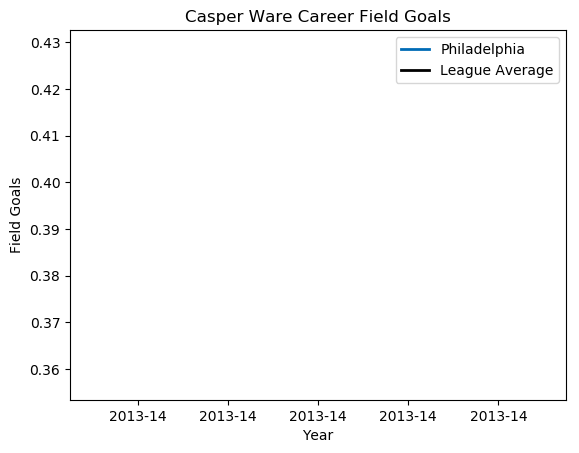 Casper Ware Career Field Goals
Philadelphia
League Average
0.43
0.42
0.41
0.40
0.39
0.38
0.37
0.36
Field Goals
2013-14 2013-14 2013-14 2013-14 2013-14
Year